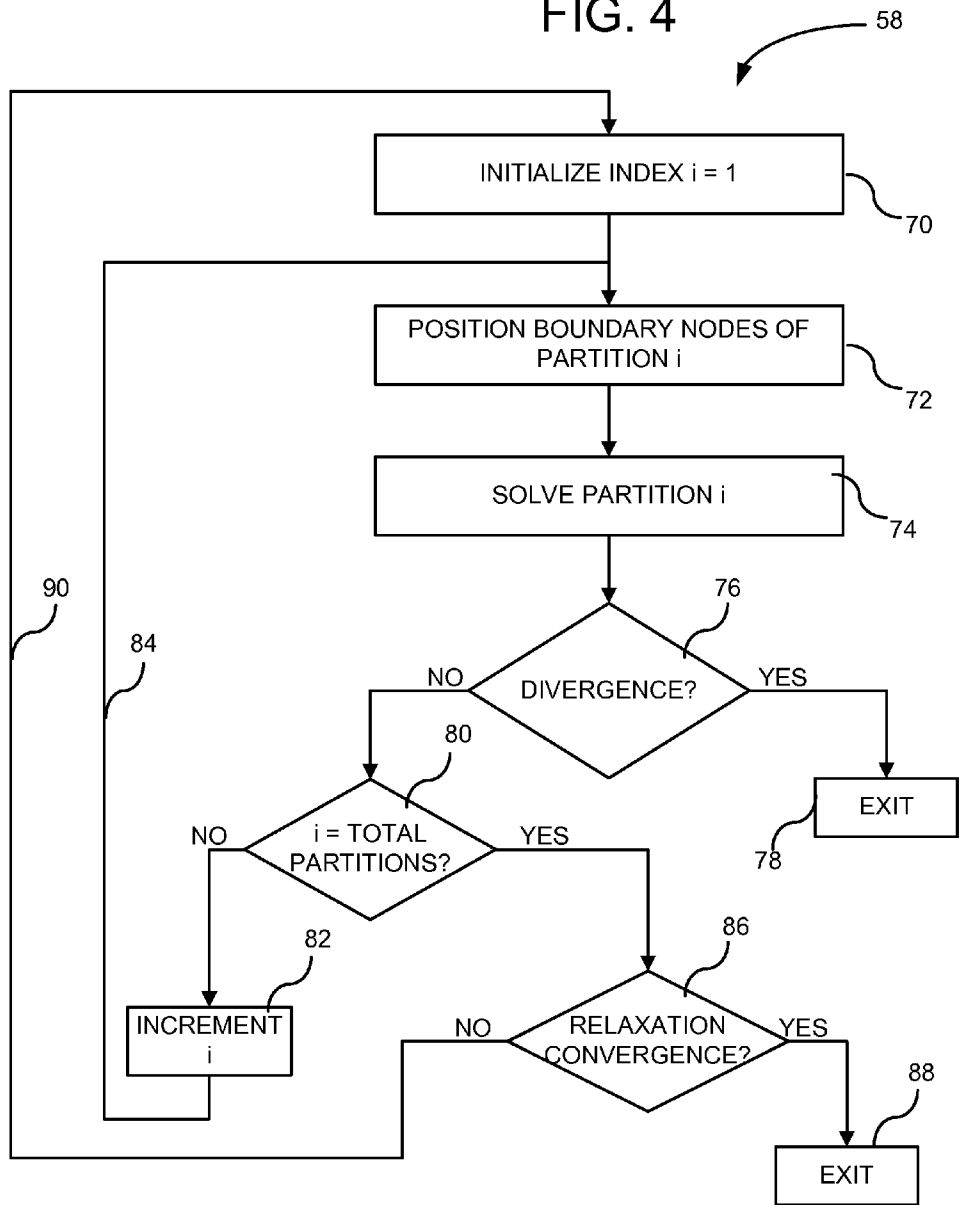 FIG. 4
58
INITIALIZE INDEX i = 1
70
POSITION BOUNDARY NODES OF
PARTITION i
72
SOLVE PARTITION i
74
90
76
84
NO
DIVERGENCE?
YES
80
EXIT
78
NO
i = TOTAL
PARTITIONS?
YES
82
86
INCREMENT
i
NO
RELAXATION
CONVERGENCE?
YES
88
EXIT